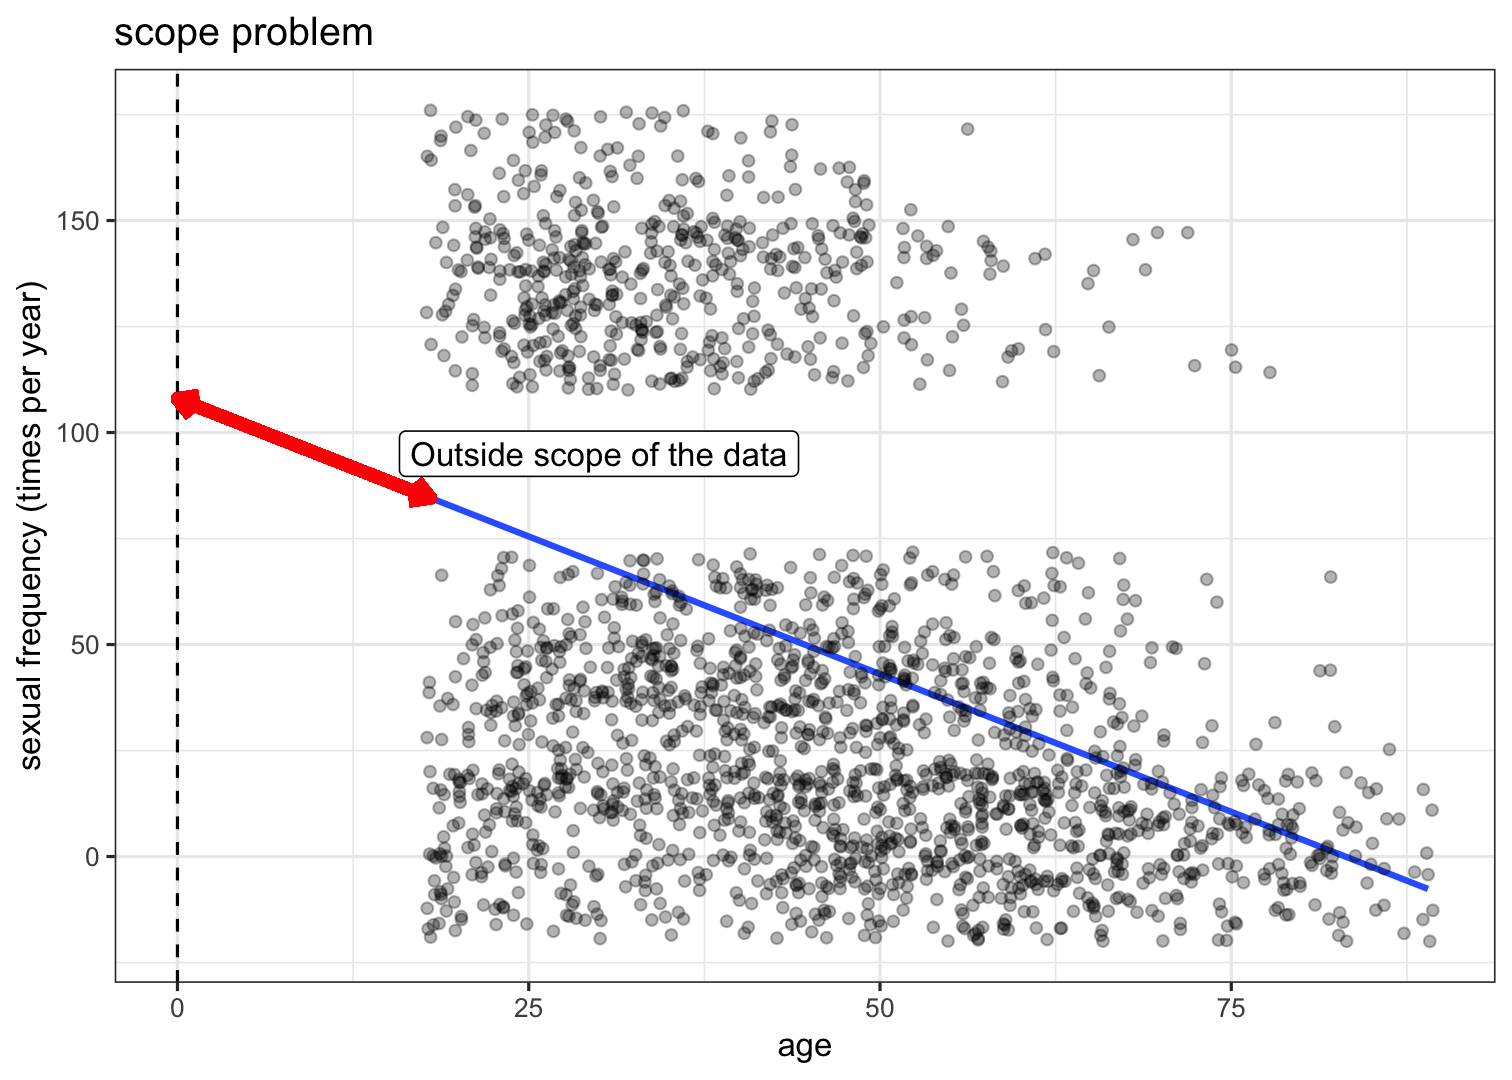 scope problem
sexual frequency (times per year)
150
100
50
0
Outside scope of the data
0
25
50
75
age